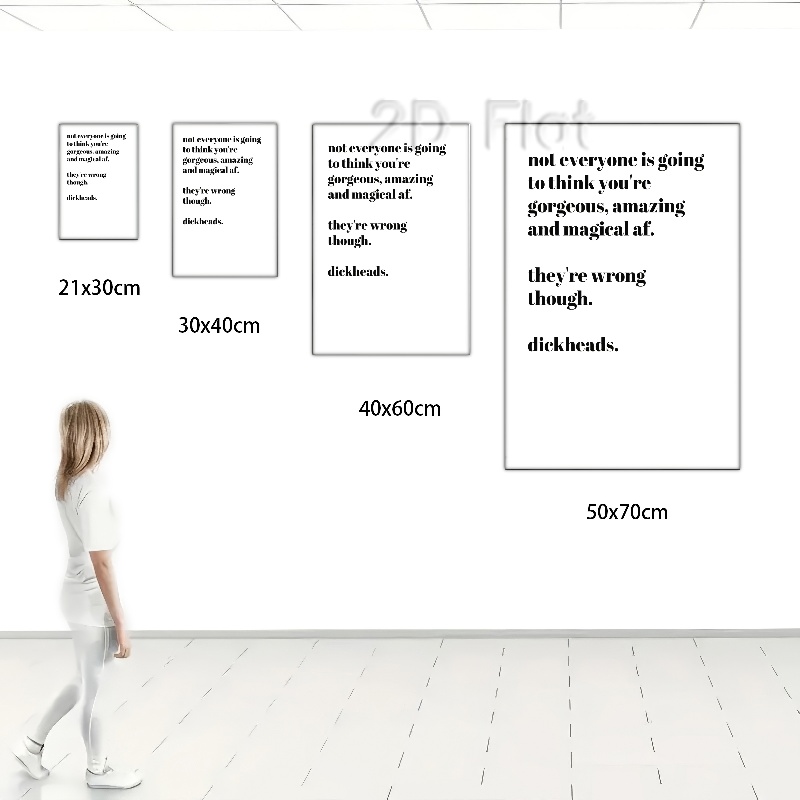 2D Flat
not everyone is going
to think you're
gorgeous, amazing
and magical af.
they're wrong
though.
dickheads.
21x30cm
not everyone is going
to think you're
gorgeous, amazing
and magical af.
they're wrong
though.
dickheads.
30x40cm
not everyone is going
to think you're
gorgeous, amazing
and magical af.
they're wrong
though.
dickheads.
40x60cm
not everyone is going
to think you're
gorgeous, amazing
and magical af.
they're wrong
though.
dickheads.
50x70cm